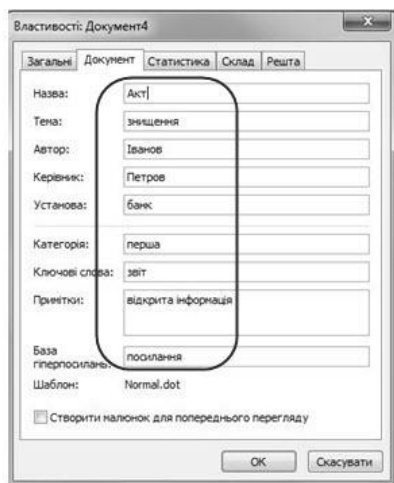 Властивості: Документ4
Загальні Документ Статистика Склад Решта
Назва: Акт
Тема: знищення
Автор: Іванов
Керівник: Петров
Установа: банк
Категорія: перша
Ключові слова: звіт
Примітки: відкрита інформація
База
гіперпосилань: посилання
Шаблон: Normal.dot
Створити малюнок для попереднього перегляду
ОК Скасувати